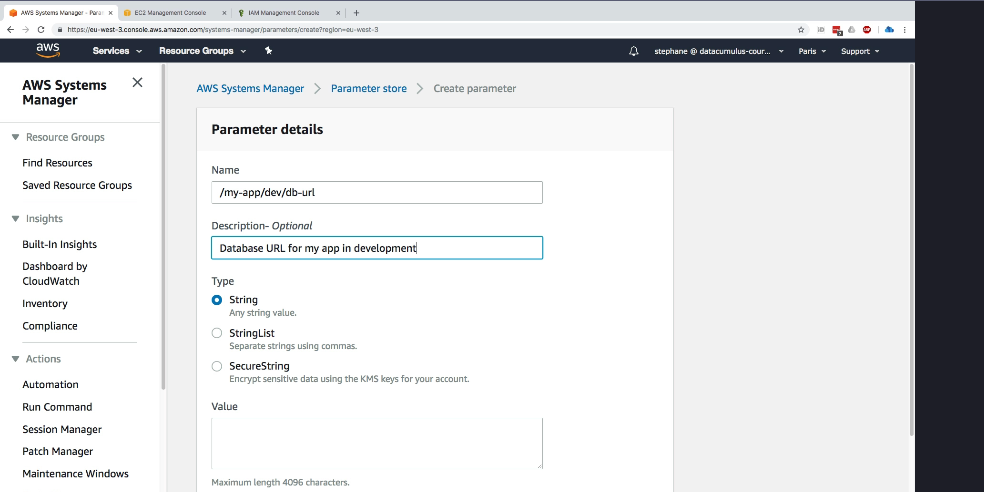 AWS Systems Manager - Para
EC2 Management Console
IAM Management Console
https://eu-west-3.console.aws.amazon.com/systems-manager/parameters/create?region=eu-west-3
aws
Services
Resource Groups
stephane @ datacumulus-cour...
Paris
Support
AWS Systems Manager
Resource Groups
Find Resources
Saved Resource Groups
Insights
Built-In Insights
Dashboard by CloudWatch
Inventory
Compliance
Actions
Automation
Run Command
Session Manager
Patch Manager
Maintenance Windows
AWS Systems Manager
Parameter store
Create parameter
Parameter details
Name
/my-app/dev/db-url
Description- Optional
Database URL for my app in development
Type
String
Any string value.
StringList
Separate strings using commas.
SecureString
Encrypt sensitive data using the KMS keys for your account.
Value
Maximum length 4096 characters.